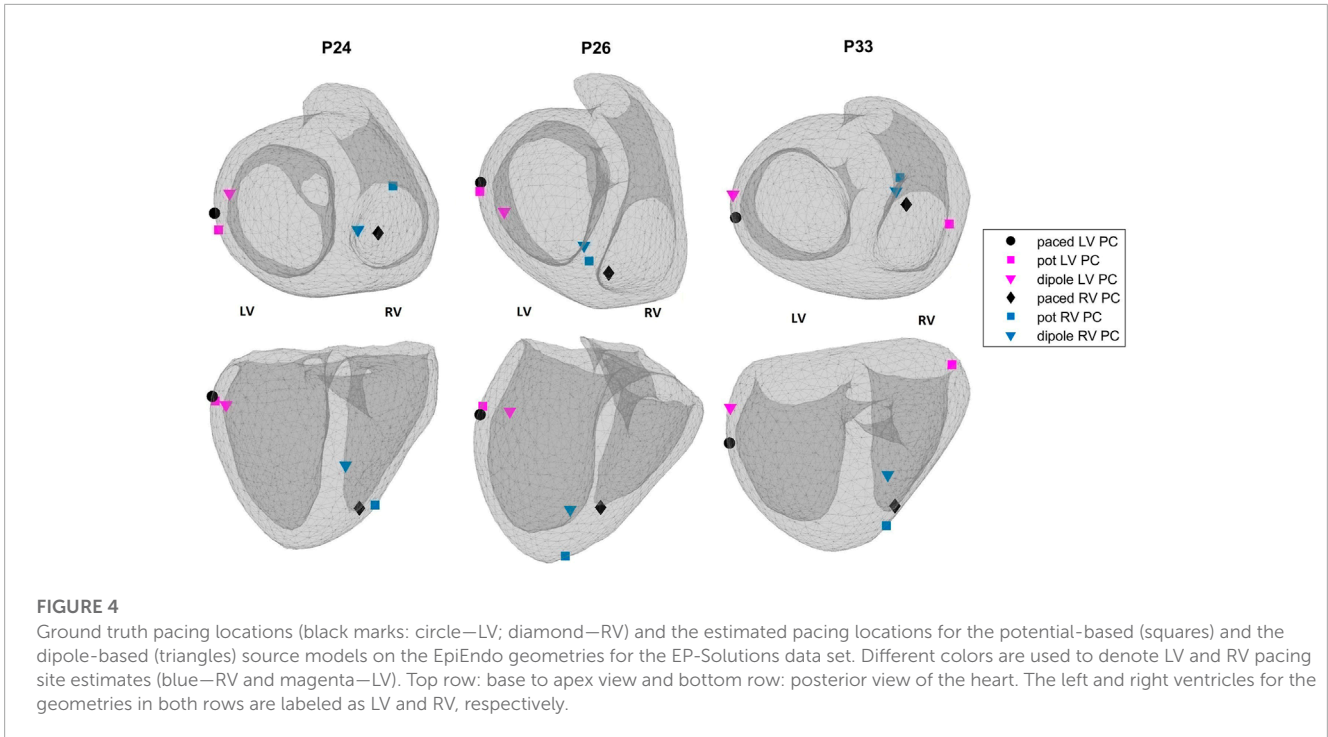 P24
P26
P33
LV
RV
LV
RV
LV
RV
paced LV PC
pot LV PC
dipole LV PC
paced RV PC
pot RV PC
dipole RV PC
FIGURE 4
Ground truth pacing locations (black marks: circle—LV; diamond—RV) and the estimated pacing locations for the potential-based (squares) and the
dipole-based (triangles) source models on the EpiEndo geometries for the EP-Solutions data set. Different colors are used to denote LV and RV pacing
site estimates (blue—RV and magenta—LV). Top row: base to apex view and bottom row: posterior view of the heart. The left and right ventricles for the
geometries in both rows are labeled as LV and RV, respectively.